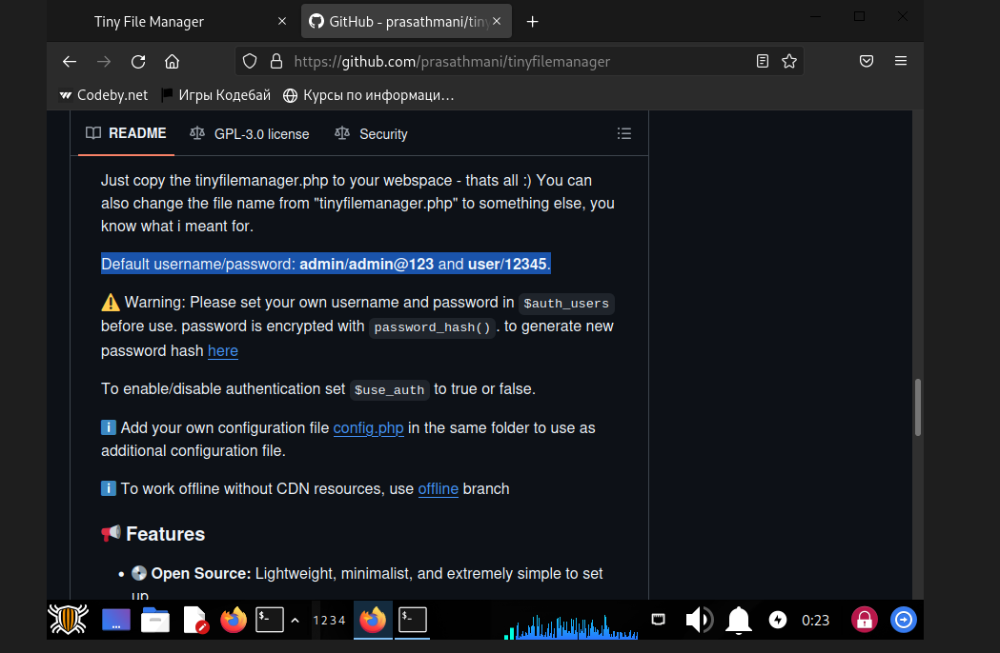 Tiny File Manager
GitHub - prasathmani/tiny
https://github.com/prasathmani/tinyfilemanager
Codeby.net
Игры Кодебай
Курсы по информаци…
README
GPL-3.0 license
Security
Just copy the tinyfilemanager.php to your webspace - thats all :) You can
also change the file name from "tinyfilemanager.php" to something else, you
know what i meant for.
Default username/password: admin/admin@123 and user/12345.
Warning: Please set your own username and password in $auth_users
before use. password is encrypted with password_hash(). to generate new
password hash here
To enable/disable authentication set $use_auth to true or false.
Add your own configuration file config.php in the same folder to use as
additional configuration file.
To work offline without CDN resources, use offline branch
Features
• Open Source: Lightweight, minimalist, and extremely simple to set
up
1 2 3 4
0:23